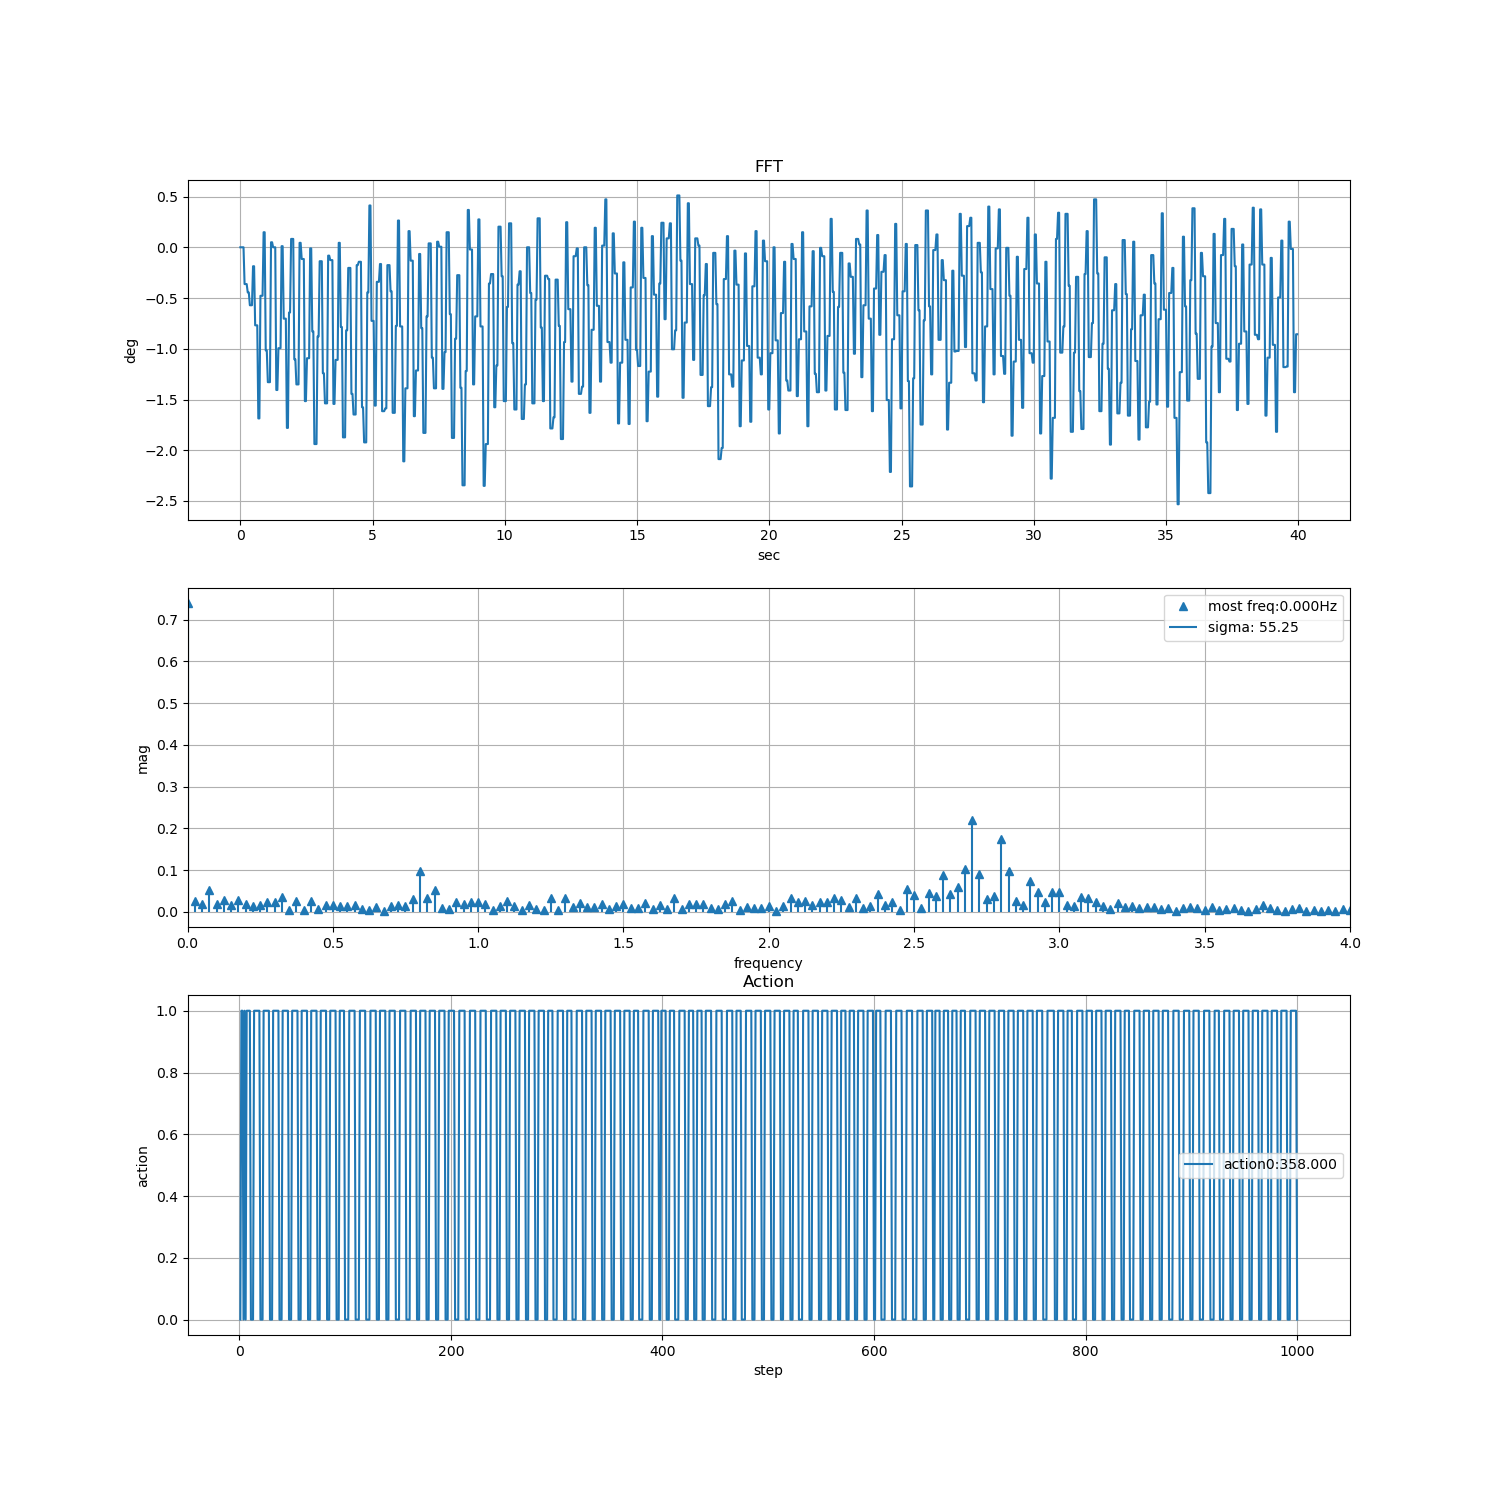 FFT
0.5
0.0
−0.5
−1.0
−1.5
−2.0
−2.5
deg
0 5 10 15 20 25 30 35 40
sec
most freq:0.000Hz
sigma: 55.25
0.7
0.6
0.5
0.4
0.3
0.2
0.1
0.0
mag
0.0 0.5 1.0 1.5 2.0 2.5 3.0 3.5 4.0
frequency
Action
1.0
0.8
0.6
0.4
0.2
0.0
action
action0:358.000
0 200 400 600 800 1000
step